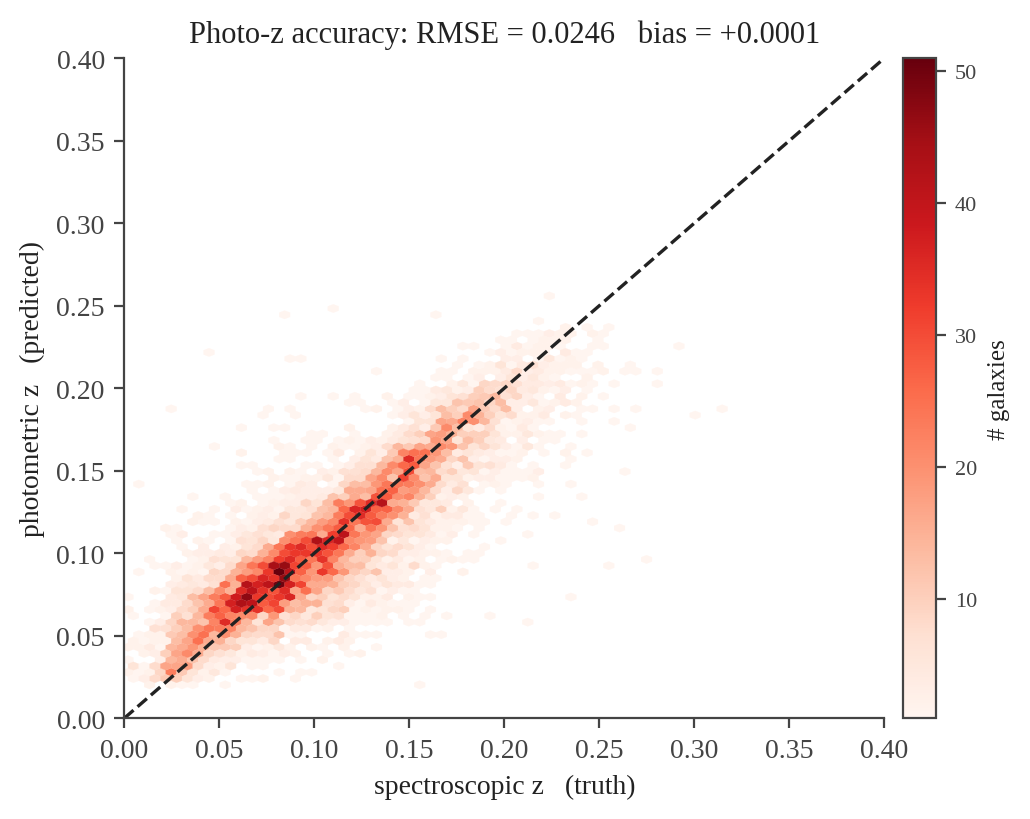 Photo-z accuracy: RMSE = 0.0246   bias = +0.0001
0.40
0.35
0.30
0.25
0.20
0.15
0.10
0.05
0.00
photometric z   (predicted)
0.00 0.05 0.10 0.15 0.20 0.25 0.30 0.35 0.40
spectroscopic z   (truth)
50
40
30
20
10
# galaxies